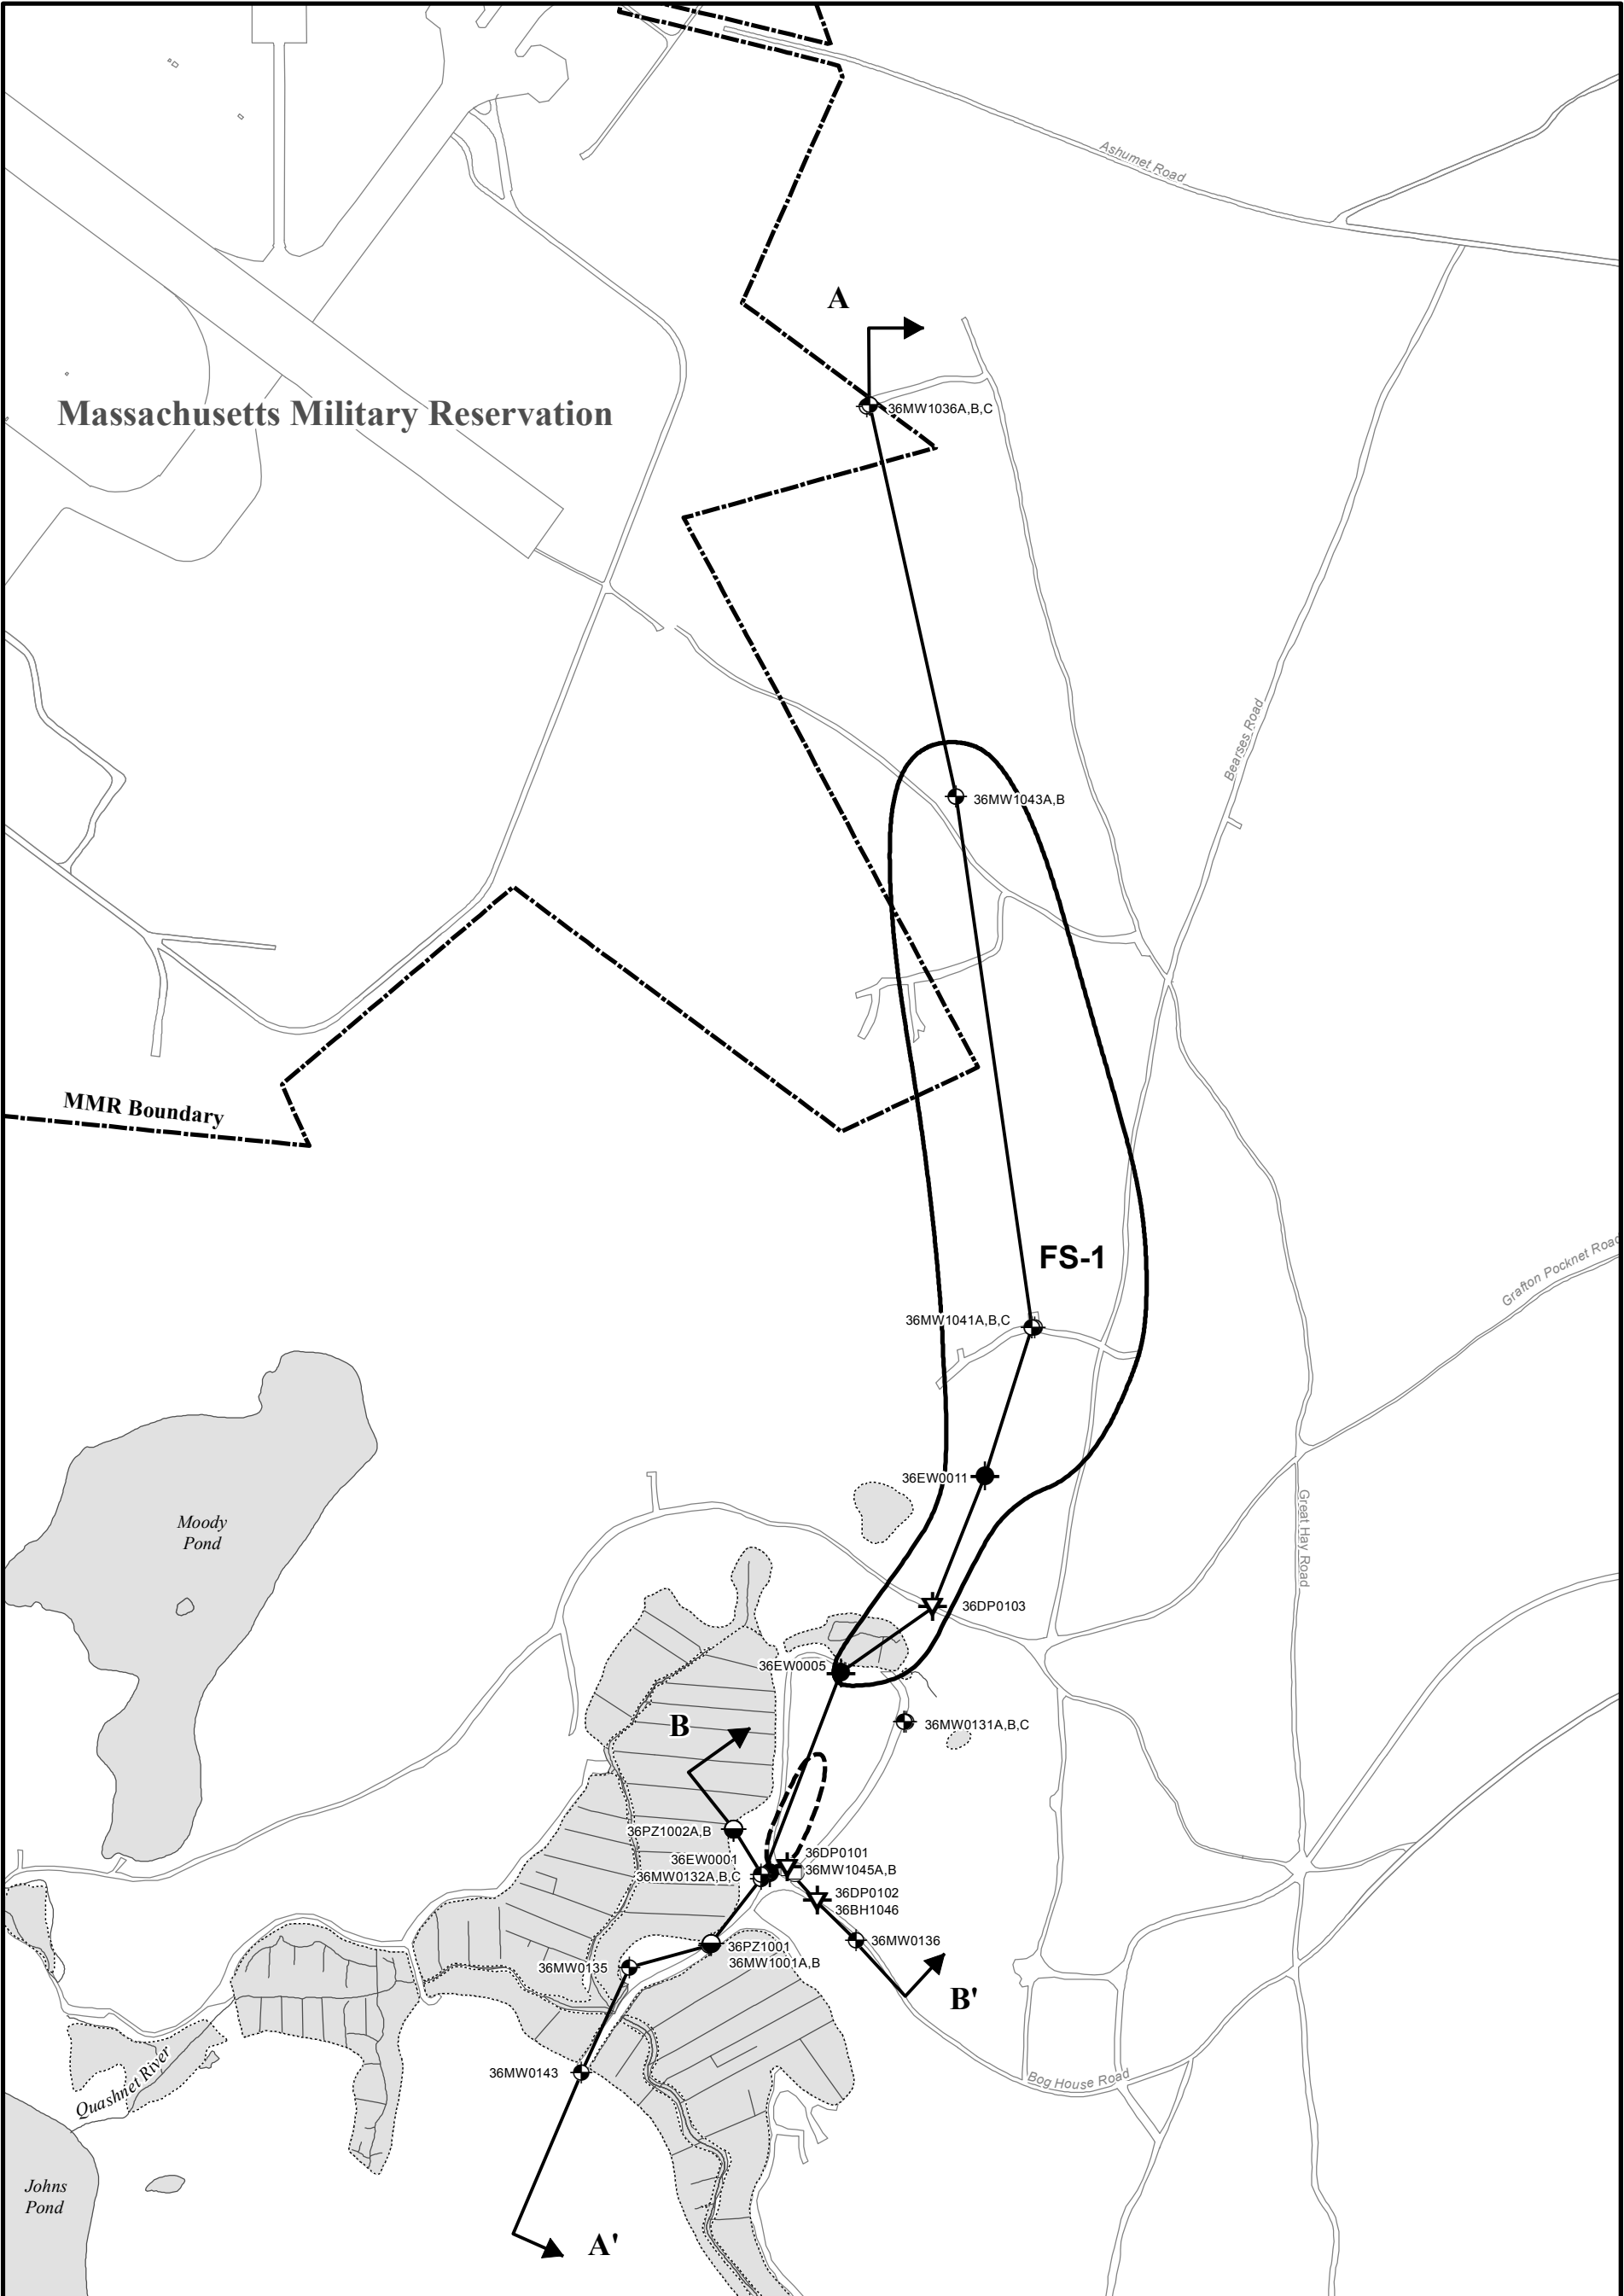 Ashumet Road
A
36MW1036A,B,C
Massachusetts Military Reservation
Bearses Road
36MW1043A,B
MMR Boundary
FS-1
Grafton Pocknet Road
36MW1041A,B,C
36EW0011
Great Hay Road
Moody
Pond
36DP0103
36EW0005
36MW0131A,B,C
B
36PZ1002A,B
36EW0001
36MW0132A,B,C
36DP0101
36MW1045A,B
36DP0102
36BH1046
36MW0136
36PZ1001
36MW1001A,B
36MW0135
B'
36MW0143
Bog House Road
Quashnet River
Johns
Pond
A'